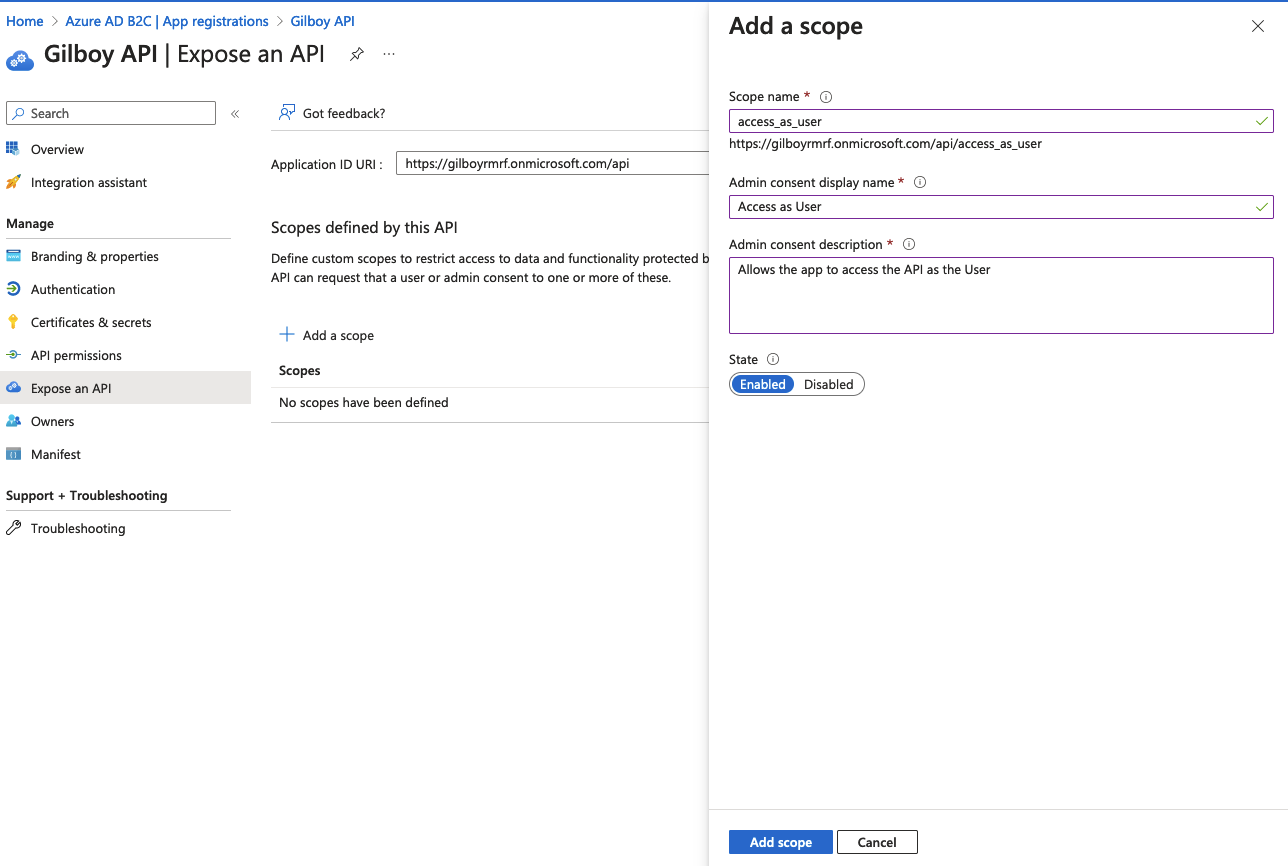 Home > Azure AD B2C | App registrations > Gilboy API
Gilboy API | Expose an API
Search
Overview
Integration assistant
Manage
Branding & properties
Authentication
Certificates & secrets
API permissions
Expose an API
Owners
Manifest
Support + Troubleshooting
Troubleshooting
Got feedback?
Application ID URI :
https://gilboyrmrf.onmicrosoft.com/api
Scopes defined by this API
Define custom scopes to restrict access to data and functionality protected b
API can request that a user or admin consent to one or more of these.
Add a scope
Scopes
No scopes have been defined
Add a scope
Scope name *
access_as_user
https://gilboyrmrf.onmicrosoft.com/api/access_as_user
Admin consent display name *
Access as User
Admin consent description *
Allows the app to access the API as the User
State
Enabled Disabled
Add scope Cancel